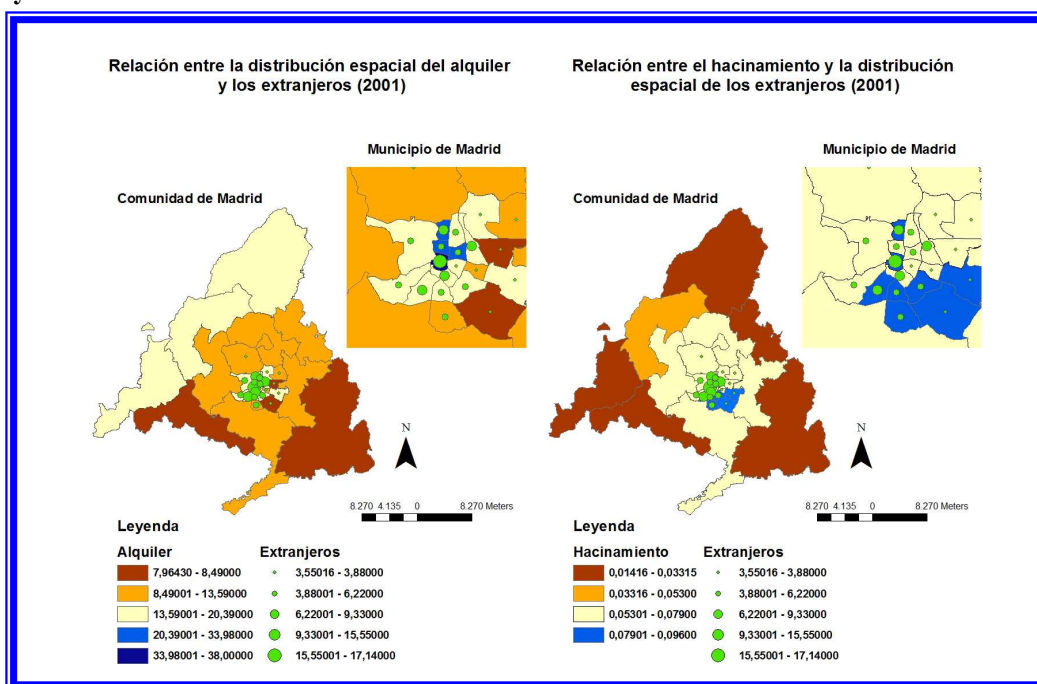 y
Relación entre la distribución espacial del alquiler
y los extranjeros (2001)
Municipio de Madrid
Comunidad de Madrid
N
8.270 4.135 0 8.270 Meters
Leyenda
Alquiler
7,96430 - 8,49000
8,49001 - 13,59000
13,59001 - 20,39000
20,39001 - 33,98000
33,98001 - 38,00000
Extranjeros
3,55016 - 3,88000
3,88001 - 6,22000
6,22001 - 9,33000
9,33001 - 15,55000
15,55001 - 17,14000
Relación entre el hacinamiento y la distribución
espacial de los extranjeros (2001)
Municipio de Madrid
Comunidad de Madrid
N
8.270 4.135 0 8.270 Meters
Leyenda
Hacinamiento
0,01416 - 0,03315
0,03316 - 0,05300
0,05301 - 0,07900
0,07901 - 0,09600
Extranjeros
3,55016 - 3,88000
3,88001 - 6,22000
6,22001 - 9,33000
9,33001 - 15,55000
15,55001 - 17,14000